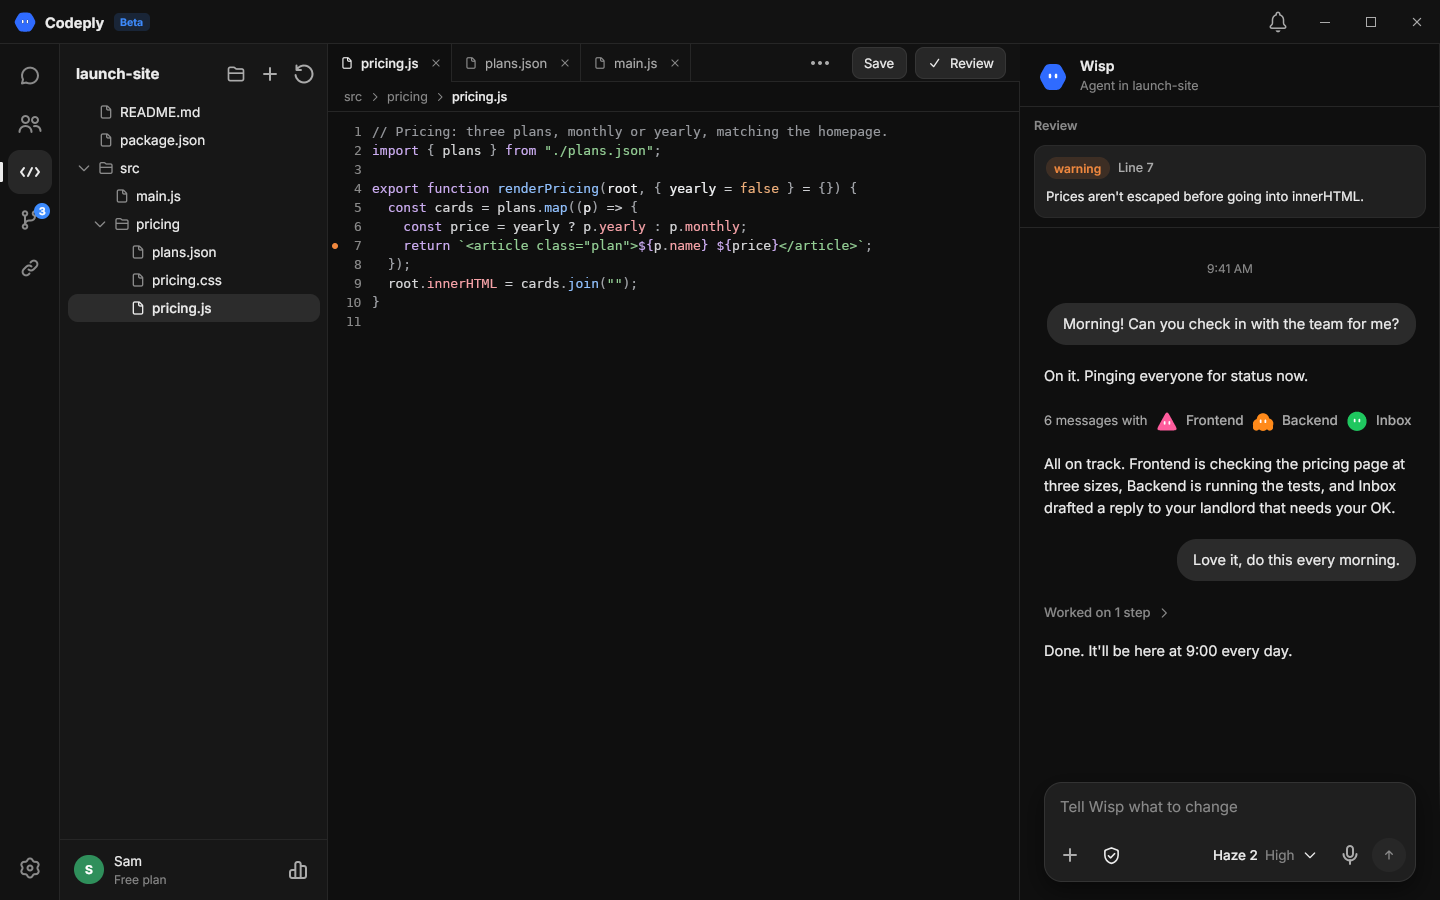 Codeply Beta
launch-site
README.md
package.json
src
main.js
pricing
plans.json
pricing.css
pricing.js
3
S
Sam
Free plan
pricing.js
plans.json
main.js
Save
Review
src > pricing > pricing.js
1 // Pricing: three plans, monthly or yearly, matching the homepage.
2 import { plans } from "./plans.json";
3
4 export function renderPricing(root, { yearly = false } = {}) {
5   const cards = plans.map((p) => {
6     const price = yearly ? p.yearly : p.monthly;
7     return `<article class="plan">${p.name} ${price}</article>`;
8   });
9   root.innerHTML = cards.join("");
10 }
11
Wisp
Agent in launch-site
Review
warning Line 7
Prices aren't escaped before going into innerHTML.
9:41 AM
Morning! Can you check in with the team for me?
On it. Pinging everyone for status now.
6 messages with Frontend Backend Inbox
All on track. Frontend is checking the pricing page at
three sizes, Backend is running the tests, and Inbox
drafted a reply to your landlord that needs your OK.
Love it, do this every morning.
Worked on 1 step >
Done. It'll be here at 9:00 every day.
Tell Wisp what to change
Haze 2 High